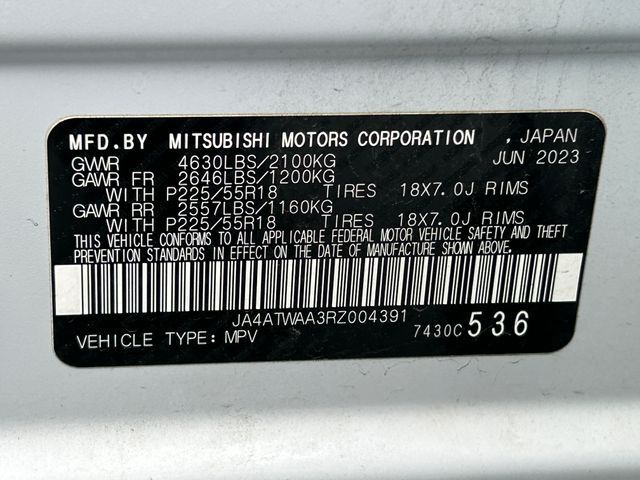 MFD.BY MITSUBISHI MOTORS CORPORATION , JAPAN
GVWR 4630LBS/2100KG JUN 2023
GAWR FR 2646LBS/1200KG
WITH P225/55R18 TIRES 18X7.0J RIMS
GAWR RR 2557LBS/1160KG
WITH P225/55R18 TIRES 18X7.0J RIMS
THIS VEHICLE CONFORMS TO ALL APPLICABLE FEDERAL MOTOR VEHICLE SAFETY AND THEFT
PREVENTION STANDARDS IN EFFECT ON THE DATE OF MANUFACTURE SHOWN ABOVE.
JA4ATWAA3RZ004391
VEHICLE TYPE: MPV 7430C 536